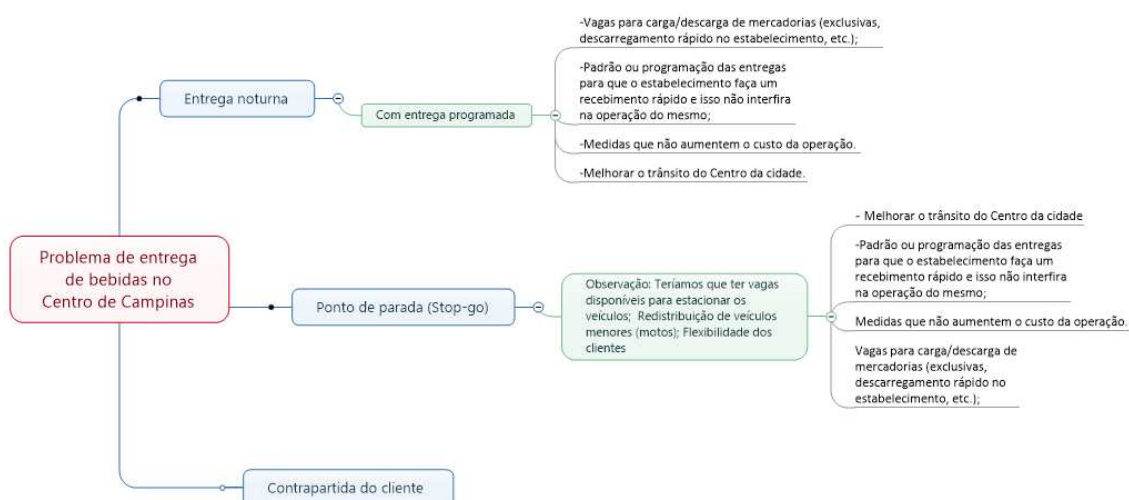 Problema de entrega
de bebidas no
Centro de Campinas
Entrega noturna
Com entrega programada
-Vagas para carga/descarga de mercadorias (exclusivas,
descarregamento rápido no estabelecimento, etc.);
-Padrão ou programação das entregas
para que o estabelecimento faça um
recebimento rápido e isso não interfira
na operação do mesmo;
-Medidas que não aumentem o custo da operação.
-Melhorar o trânsito do Centro da cidade.
Ponto de parada (Stop-go)
Observação: Teríamos que ter vagas
disponíveis para estacionar os
veículos; Redistribuição de veículos
menores (motos); Flexibilidade dos
clientes
- Melhorar o trânsito do Centro da cidade
-Padrão ou programação das entregas
para que o estabelecimento faça um
recebimento rápido e isso não interfira
na operação do mesmo;
Medidas que não aumentem o custo da operação.
Vagas para carga/descarga de
mercadorias (exclusivas,
descarregamento rápido no
estabelecimento, etc.);
Contrapartida do cliente